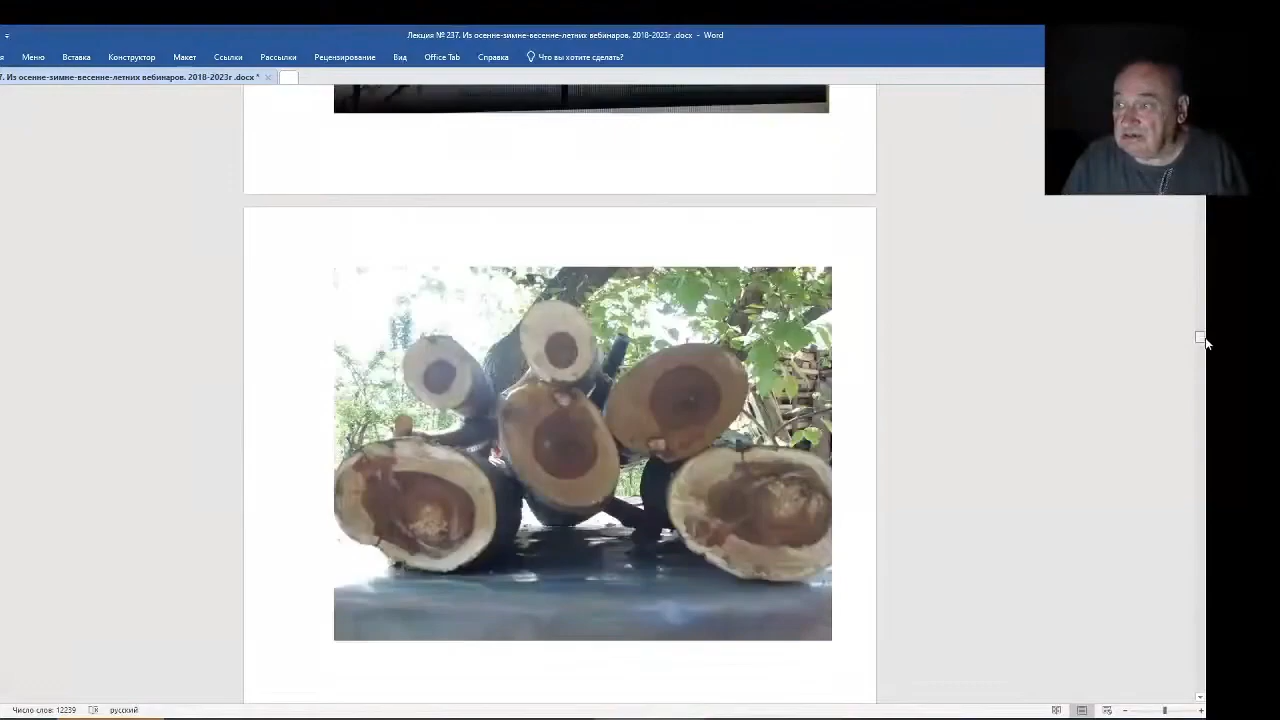 Лекция № 237. Из осенне-зимне-весенне-летних вебинаров. 2018-2023г .docx - Word
Меню Вставка Конструктор Макет Ссылки Рассылки Рецензирование Вид Office Tab Справка Что вы хотите сделать?
7. Из осенне-зимне-весенне-летних вебинаров. 2018-2023г .docx *
Число слов: 12239 русский